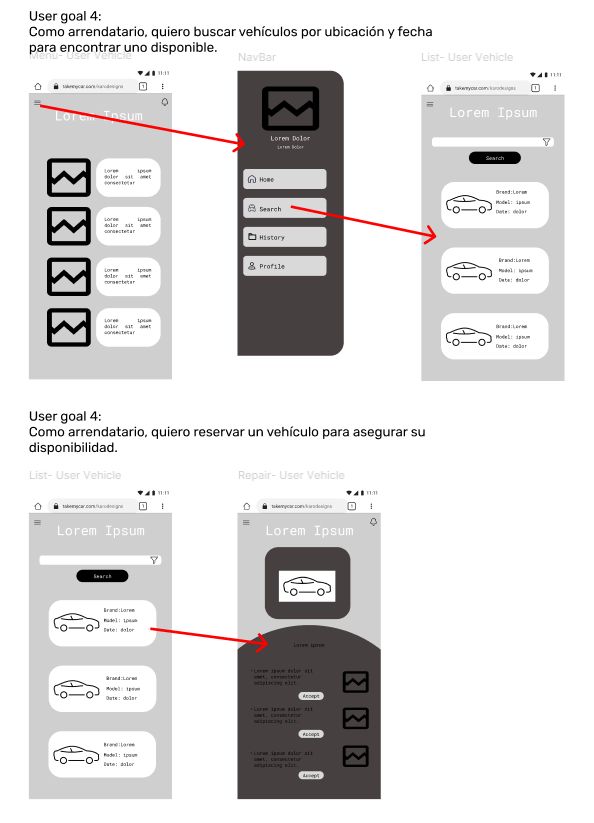 User goal 4:
Como arrendatario, quiero buscar vehículos por ubicación y fecha
para encontrar uno disponible.
Menu- User Vehicle
NavBar
List- User Vehicle
11:11
takemycar.com/karodesigns
1
Lorem Ipsum
Lorem ipsum
dolor sit amet
consectetur
Lorem ipsum
dolor sit amet
consectetur
Lorem ipsum
dolor sit amet
consectetur
Lorem ipsum
dolor sit amet
consectetur
Lorem Dolor
Lorem Dolor
Home
Search
History
Profile
11:11
takemycar.com/karodesigns
1
Lorem Ipsum
Search
Brand:Lorem
Model: ipsum
Date: dolor
Brand:Lorem
Model: ipsum
Date: dolor
Brand:Lorem
Model: ipsum
Date: dolor
User goal 4:
Como arrendatario, quiero reservar un vehículo para asegurar su
disponibilidad.
List- User Vehicle
Repair- User Vehicle
11:11
takemycar.com/karodesigns
1
Lorem Ipsum
Search
Brand:Lorem
Model: ipsum
Date: dolor
Brand:Lorem
Model: ipsum
Date: dolor
Brand:Lorem
Model: ipsum
Date: dolor
11:11
takemycar.com/karodesigns
1
Lorem Ipsum
Lorem ipsum
•Lorem ipsum dolor sit
amet, consectetur
adipiscing elit.
Accept
•Lorem ipsum dolor sit
amet, consectetur
adipiscing elit.
Accept
•Lorem ipsum dolor sit
amet, consectetur
adipiscing elit.
Accept